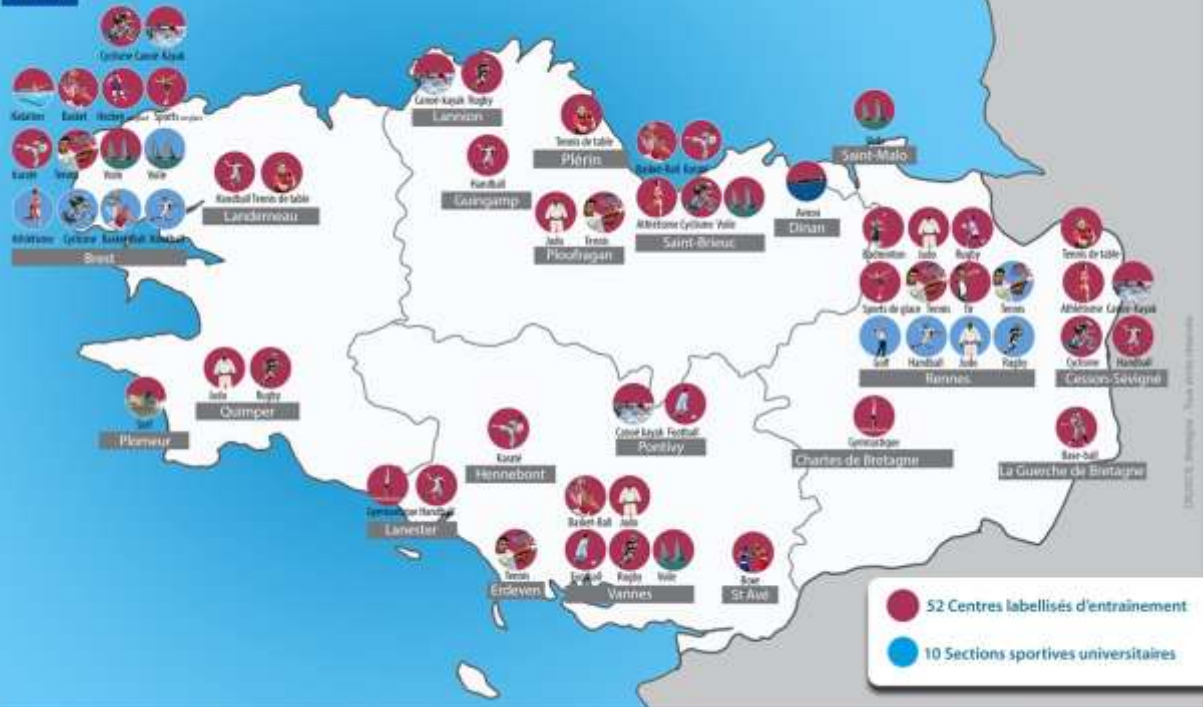 Cyclisme Canoë-Kayak
Natation Basket Hockey Sports
Karaté Tennis Voile Voile
Athlétisme Cyclisme Basket-Ball Handball
Brest
Handball Tennis de table
Landerneau
Canoë-kayak Rugby
Lannion
Handball
Guingamp
Tennis de table
Plérin
Judo Tennis
Ploufragan
Basket-Ball Karaté
Athlétisme Cyclisme Voile
Saint-Brieuc
Aviron
Dinan
Voile
Saint-Malo
Badminton Judo Rugby
Sports de glace Tennis Tir Tennis
Golf Handball Judo Rugby
Rennes
Tennis de table
Athlétisme Canoë-Kayak
Cyclisme Handball
Cesson-Sévigné
Surf
Plomeur
Judo Rugby
Quimper
Karaté
Hennebont
Canoë kayak Football
Pontivy
Gymnastique
Chartes de Bretagne
Base-ball
La Guerche de Bretagne
Gymnastique Handball
Lanester
Tennis
Erdeven
Basket-Ball Judo
Football Rugby Voile
Vannes
Boxe
St Avé
52 Centres labellisés d'entraînement
10 Sections sportives universitaires